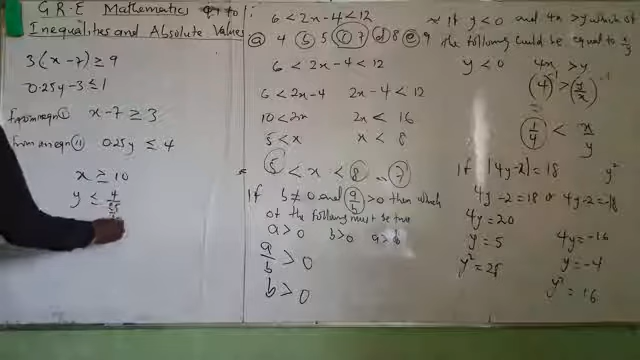 G.R.E Mathematics
Inequalities and Absolute Values
3(x-7) ≥ 9
0.25y-3 ≤ 1
from eqn ① x-7 ≥ 3
from eqn ⑪ 0.25y ≤ 4
x ≥ 10
y ≤ 4
6 < 2x-4 < 12
ⓐ 4 ⓑ 5 ⓒ 7 ⓓ 8 ⓔ 9
6 < 2x-4 < 12
6 < 2x-4 2x-4 < 12
10 < 2x 2x < 16
5 < x x < 8
5 < x < 8 7
If b ≠ 0 and a/b > 0 then which
of the following must be true
a > 0 b > 0 a > b
a/b > 0
b > 0
If y < 0 and 4x > y which of
the following could be equal to x/y
y < 0 4x > y
1/4 < x/y
If |4y-2| = 18 y²
4y-2 = 18 or 4y-2 = -18
4y = 20
4y = -16
y = 5
y = -4
y² = 25
y² = 16